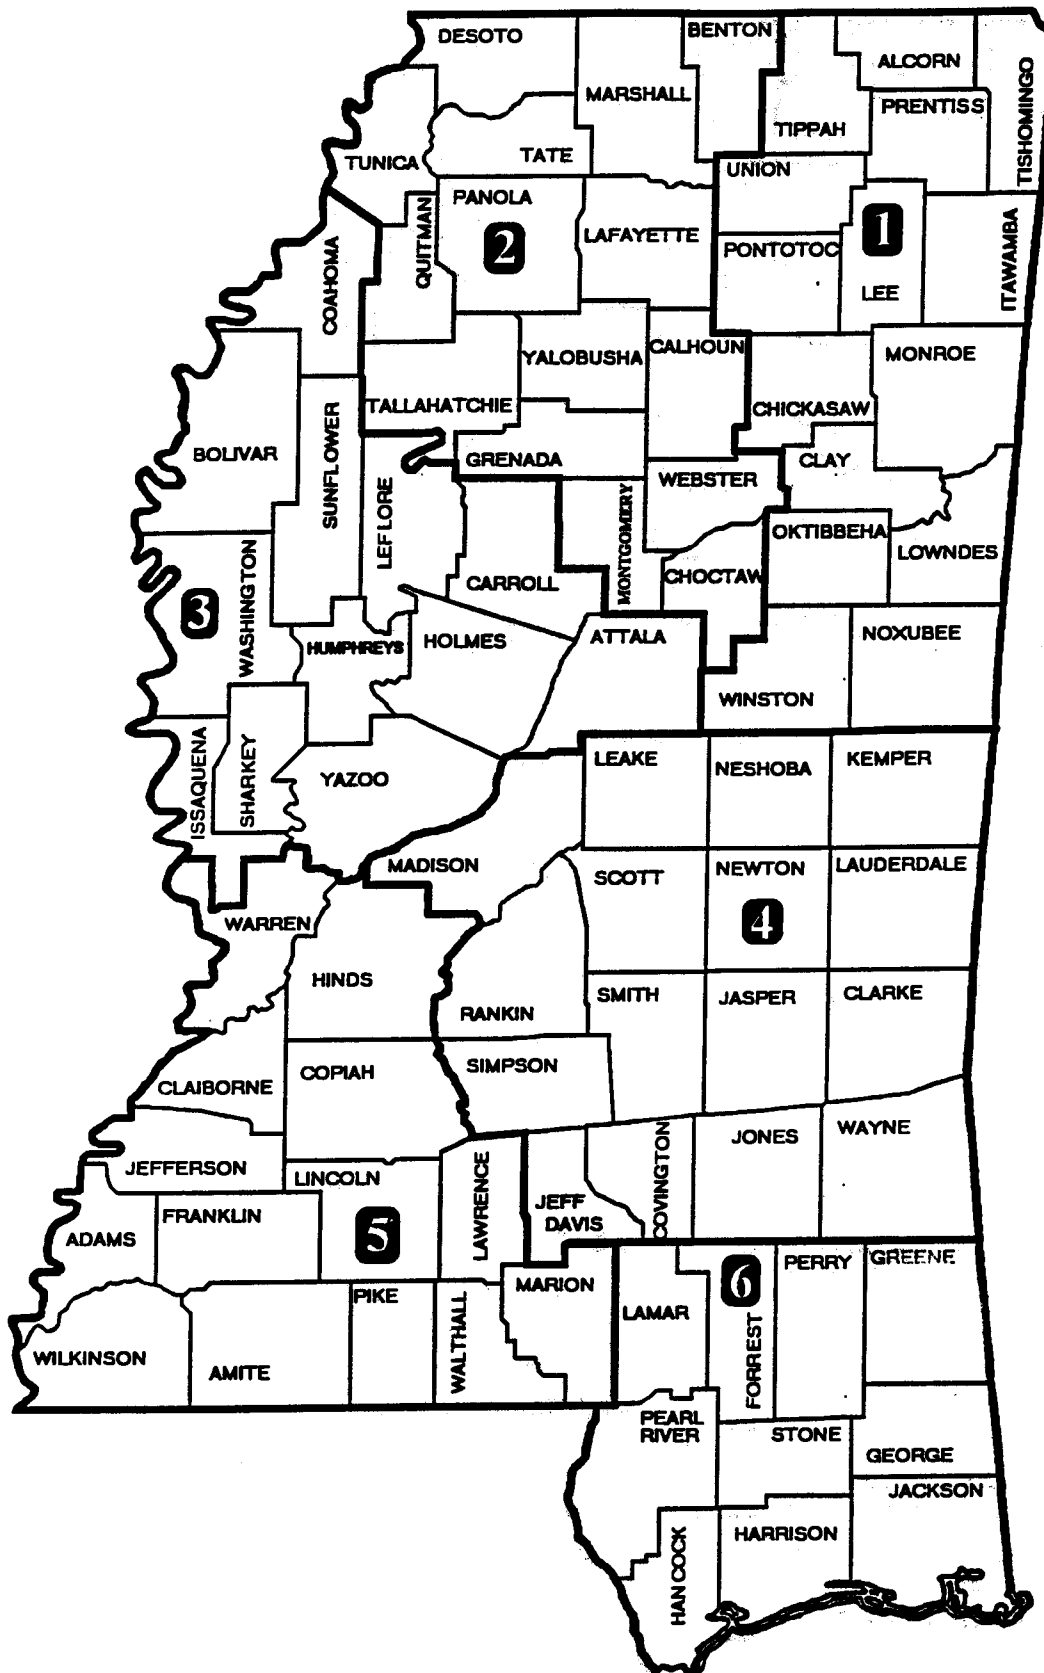 DESOTO
BENTON
ALCORN
TISHOMINGO
MARSHALL
PRENTISS
TIPPAH
TUNICA
TATE
UNION
PANOLA
QUITMAN
2
LAFAYETTE
1
PONTOTOC
ITAWAMBA
COAHOMA
LEE
YALOBUSHA
CALHOUN
MONROE
TALLAHATCHIE
CHICKASAW
BOLIVAR
SUNFLOWER
GRENADA
CLAY
WEBSTER
LEF LORE
MONTGOMERY
OKTIBBEHA
LOWNDES
CARROLL
CHOCTAW
3
WASHINGTON
HUMPHREYS
HOLMES
ATTALA
NOXUBEE
WINSTON
ISSAQUENA
SHARKEY
YAZOO
LEAKE
NESHOBA
KEMPER
MADISON
SCOTT
NEWTON
LAUDERDALE
WARREN
4
HINDS
RANKIN
SMITH
JASPER
CLARKE
CLAIBORNE
COPIAH
SIMPSON
JEFFERSON
LINCOLN
LAWRENCE
JEFF
DAVIS
COVINGTON
JONES
WAYNE
ADAMS
FRANKLIN
5
MARION
6
PERRY
GREENE
PIKE
WALTHALL
LAMAR
FORREST
WILKINSON
AMITE
PEARL
RIVER
STONE
GEORGE
JACKSON
HAN COCK
HARRISON